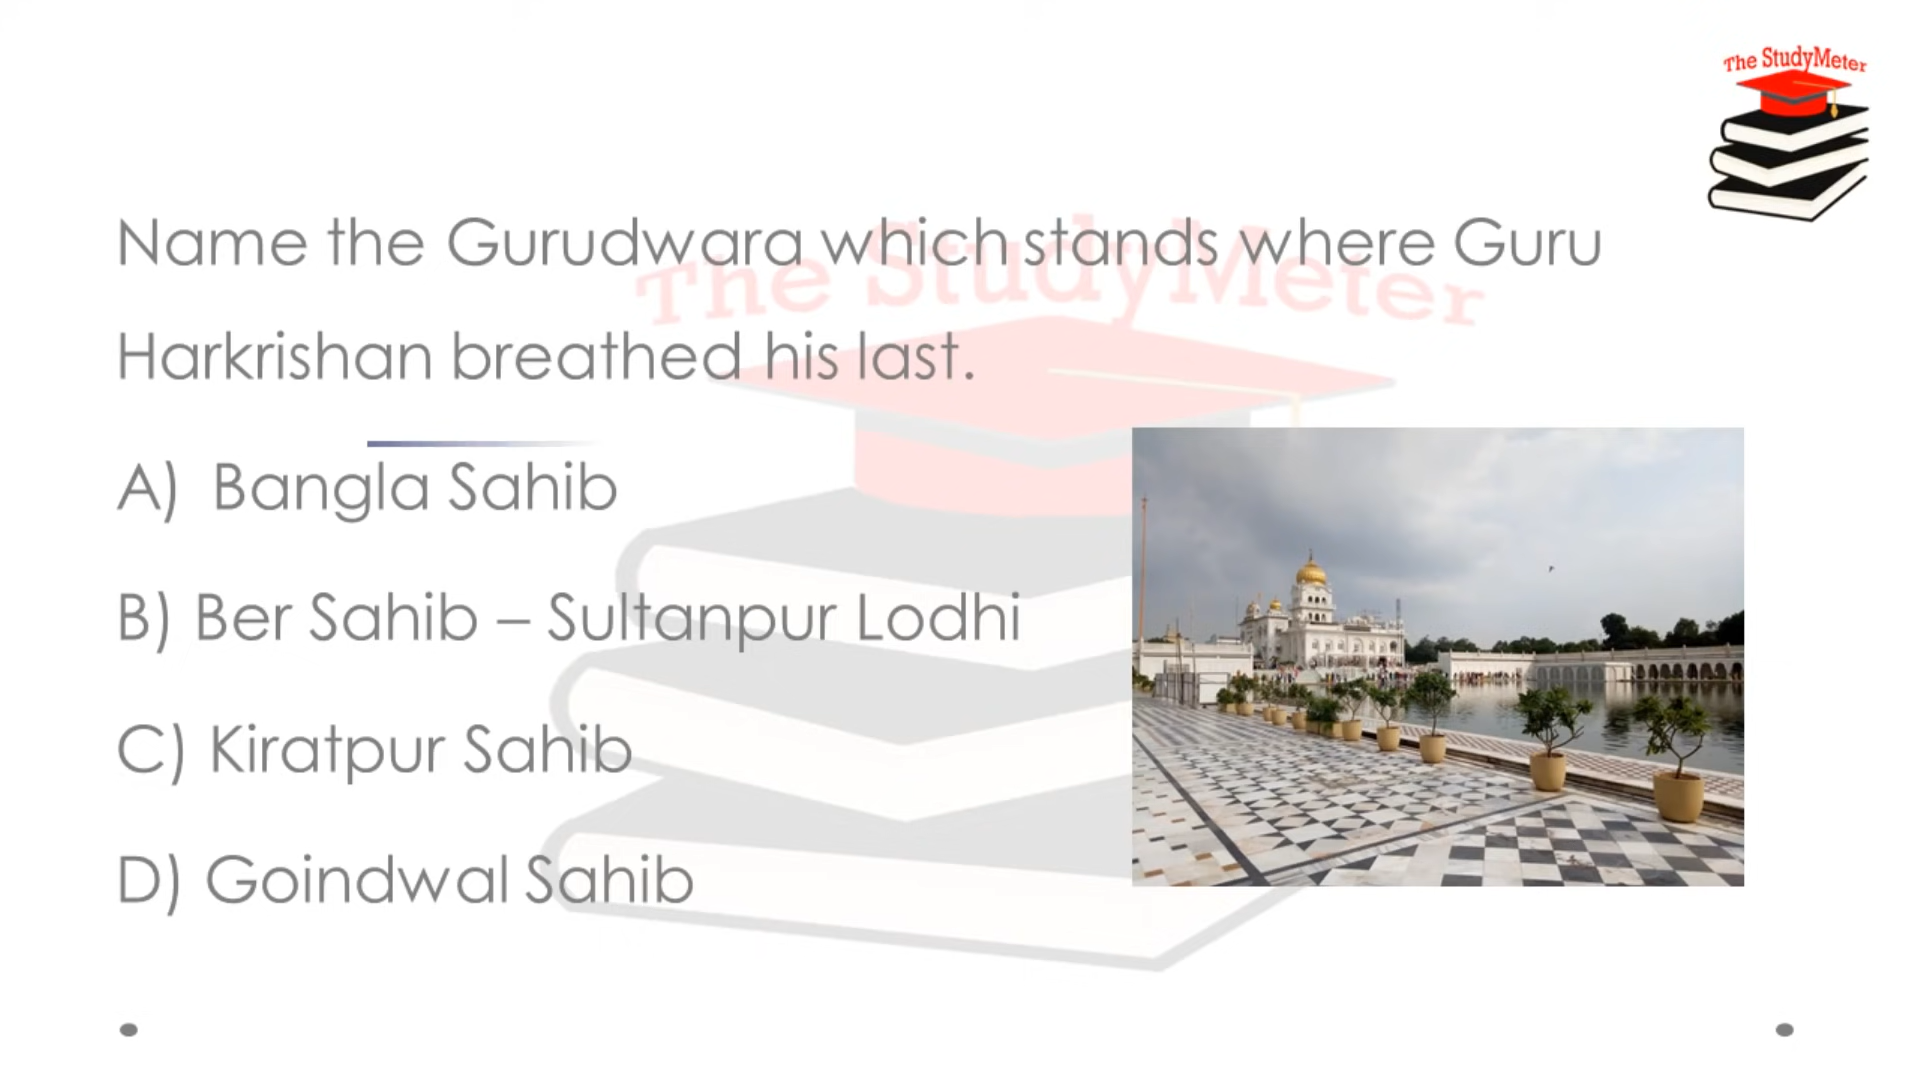 The StudyMeter
Name the Gurudwara which stands where Guru
The StudyMeter
Harkrishan breathed his last.
A) Bangla Sahib
B) Ber Sahib – Sultanpur Lodhi
C) Kiratpur Sahib
D) Goindwal Sahib